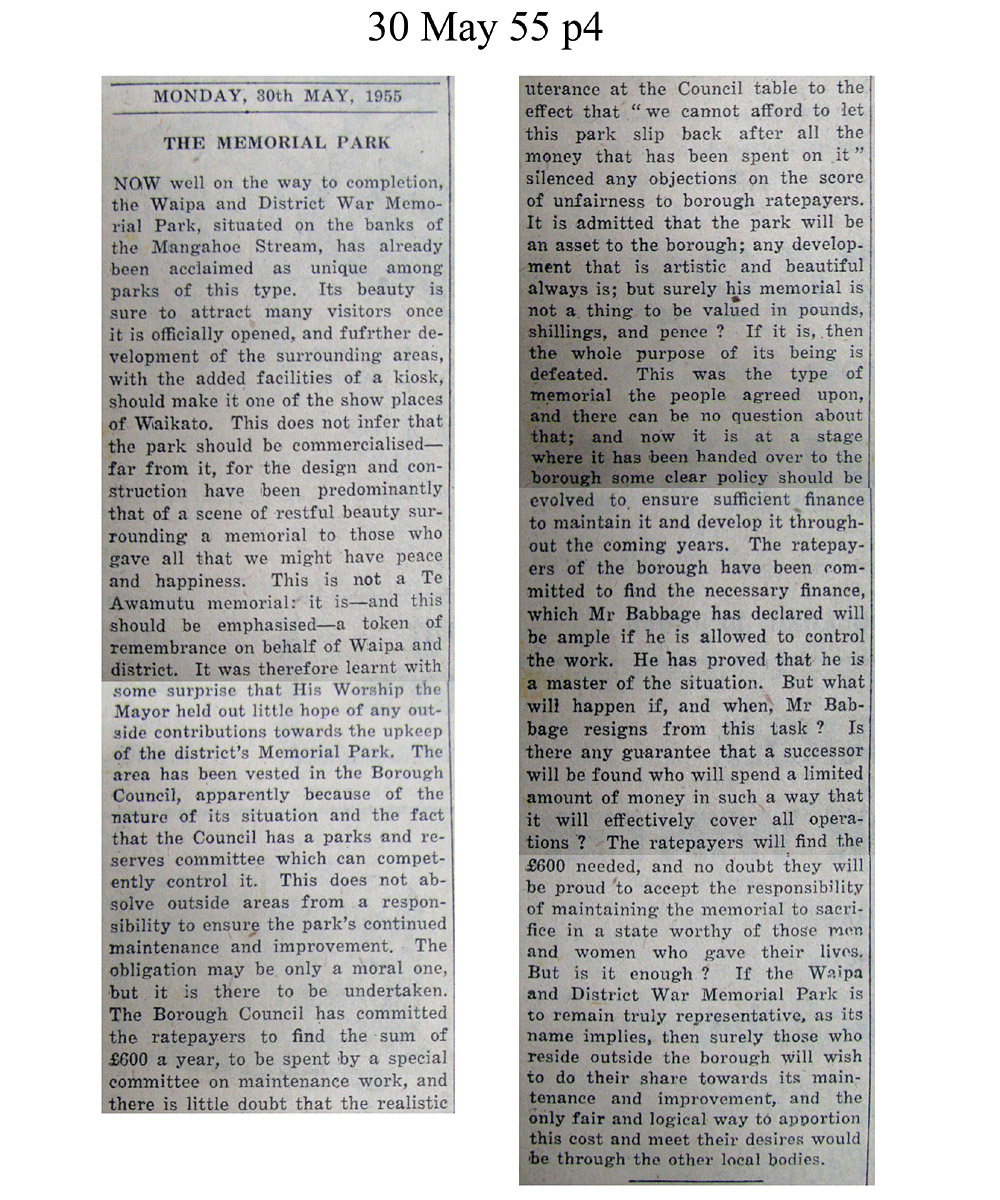 30 May 55 p4
MONDAY, 30th MAY, 1955
THE MEMORIAL PARK
NOW well on the way to completion,
the Waipa and District War Memo-
rial Park, situated on the banks of
the Mangahoe Stream, has already
been acclaimed as unique among
parks of this type. Its beauty is
sure to attract many visitors once
it is officially opened, and fufrther de-
velopment of the surrounding areas,
with the added facilities of a kiosk,
should make it one of the show places
of Waikato. This does not infer that
the park should be commercialised—
far from it, for the design and con-
struction have been predominantly
that of a scene of restful beauty sur-
rounding a memorial to those who
gave all that we might have peace
and happiness. This is not a Te
Awamutu memorial: it is—and this
should be emphasised—a token of
remembrance on behalf of Waipa and
district. It was therefore learnt with
some surprise that His Worship the
Mayor held out little hope of any out-
side contributions towards the upkeep
of the district's Memorial Park. The
area has been vested in the Borough
Council, apparently because of the
nature of its situation and the fact
that the Council has a parks and re-
serves committee which can compet-
ently control it. This does not ab-
solve outside areas from a respon-
sibility to ensure the park's continued
maintenance and improvement. The
obligation may be only a moral one,
but it is there to be undertaken.
The Borough Council has committed
the ratepayers to find the sum of
£600 a year, to be spent by a special
committee on maintenance work, and
there is little doubt that the realistic
uterance at the Council table to the
effect that "we cannot afford to let
this park slip back after all the
money that has been spent on it"
silenced any objections on the score
of unfairness to borough ratepayers.
It is admitted that the park will be
an asset to the borough; any develop-
ment that is artistic and beautiful
always is; but surely his memorial is
not a thing to be valued in pounds,
shillings, and pence ? If it is, then
the whole purpose of its being is
defeated. This was the type of
memorial the people agreed upon,
and there can be no question about
that; and now it is at a stage
where it has been handed over to the
borough some clear policy should be
evolved to ensure sufficient finance
to maintain it and develop it through-
out the coming years. The ratepay-
ers of the borough have been com-
mitted to find the necessary finance,
which Mr Babbage has declared will
be ample if he is allowed to control
the work. He has proved that he is
a master of the situation. But what
will happen if, and when, Mr Bab-
bage resigns from this task ? Is
there any guarantee that a successor
will be found who will spend a limited
amount of money in such a way that
it will effectively cover all opera-
tions ? The ratepayers will find the
£600 needed, and no doubt they will
be proud to accept the responsibility
of maintaining the memorial to sacri-
fice in a state worthy of those men
and women who gave their lives.
But is it enough ? If the Waipa
and District War Memorial Park is
to remain truly representative, as its
name implies, then surely those who
reside outside the borough will wish
to do their share towards its main-
tenance and improvement, and the
only fair and logical way to apportion
this cost and meet their desires would
be through the other local bodies.